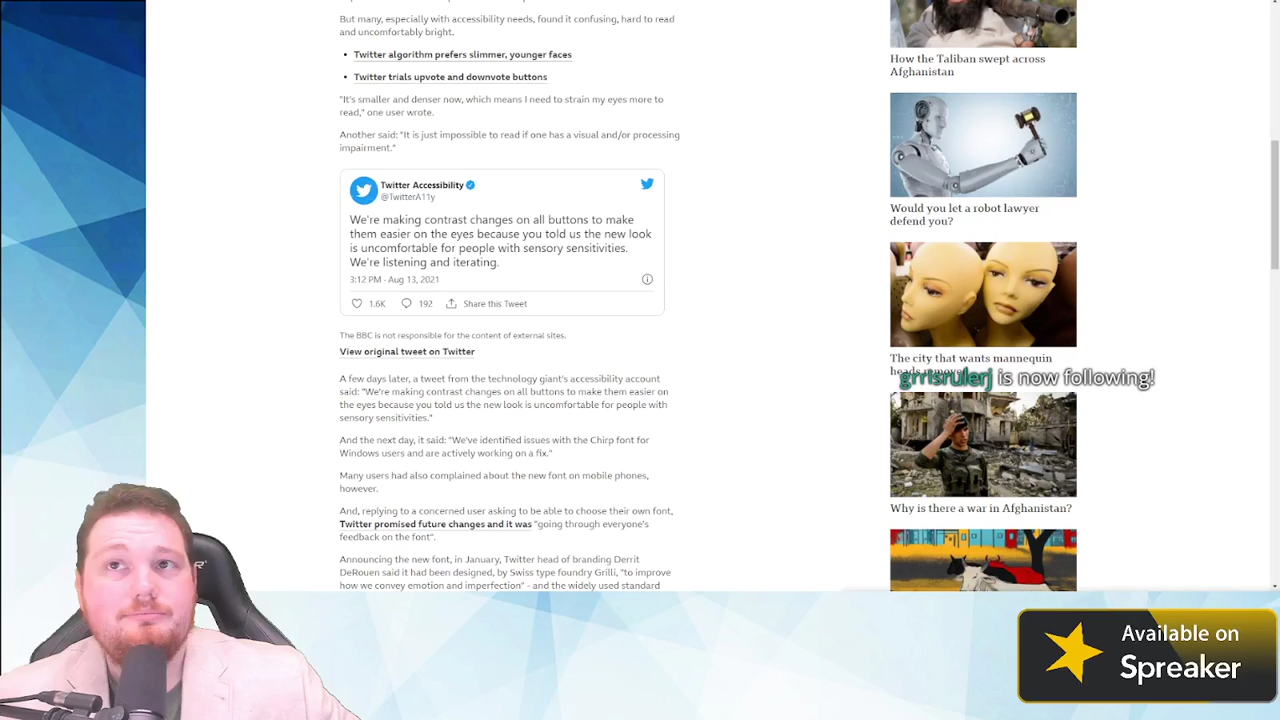 But many, especially with accessibility needs, found it confusing, hard to read
and uncomfortably bright.
Twitter algorithm prefers slimmer, younger faces
Twitter trials upvote and downvote buttons
"It's smaller and denser now, which means I need to strain my eyes more to
read," one user wrote.
Another said: "It is just impossible to read if one has a visual and/or processing
impairment."
Twitter Accessibility
@TwitterA11y
We're making contrast changes on all buttons to make
them easier on the eyes because you told us the new look
is uncomfortable for people with sensory sensitivities.
We're listening and iterating.
3:12 PM - Aug 13, 2021
1.6K 192 Share this Tweet
The BBC is not responsible for the content of external sites.
View original tweet on Twitter
A few days later, a tweet from the technology giant's accessibility account
said: "We're making contrast changes on all buttons to make them easier on
the eyes because you told us the new look is uncomfortable for people with
sensory sensitivities."
And the next day, it said: "We've identified issues with the Chirp font for
Windows users and are actively working on a fix."
Many users had also complained about the new font on mobile phones,
however.
And, replying to a concerned user asking to be able to choose their own font,
Twitter promised future changes and it was "going through everyone's
feedback on the font".
Announcing the new font, in January, Twitter head of branding Derrit
DeRouen said it had been designed, by Swiss type foundry Grilli, "to improve
how we convey emotion and imperfection" - and the widely used standard
How the Taliban swept across
Afghanistan
Would you let a robot lawyer
defend you?
The city that wants mannequin
heads
grrisrulerj is now following!
Why is there a war in Afghanistan?
Available on
Spreaker